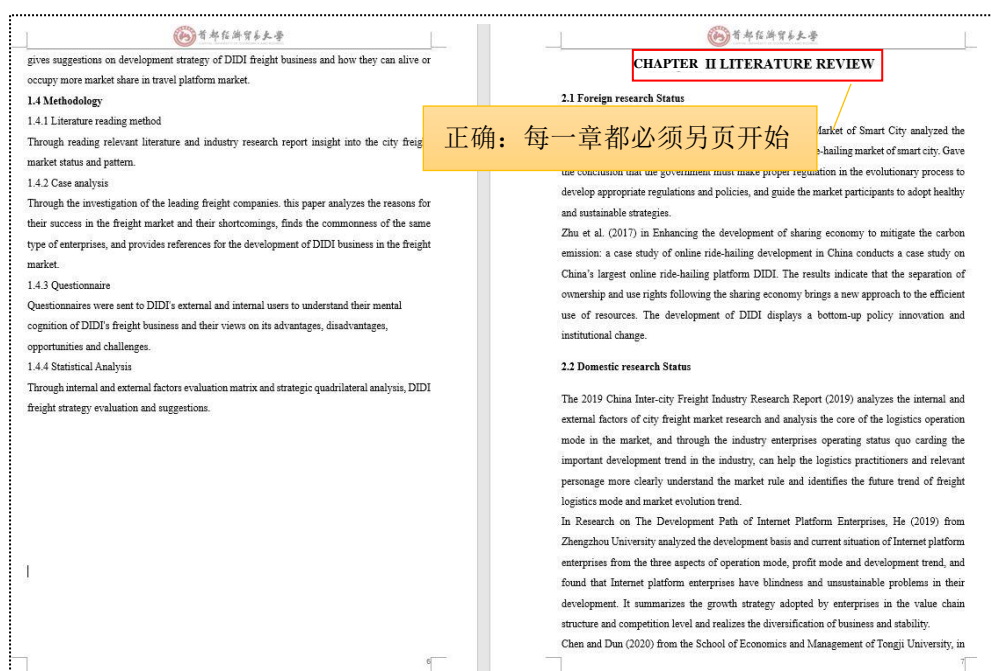 首都经济贸易大学
gives suggestions on development strategy of DIDI freight business and how they can alive or
occupy more market share in travel platform market.
1.4 Methodology
1.4.1 Literature reading method
Through reading relevant literature and industry research report insight into the city freight
market status and pattern.
1.4.2 Case analysis
Through the investigation of the leading freight companies. this paper analyzes the reasons for
their success in the freight market and their shortcomings, finds the commonness of the same
type of enterprises, and provides references for the development of DIDI business in the freight
market.
1.4.3 Questionnaire
Questionnaires were sent to DIDI's external and internal users to understand their mental
cognition of DIDI's freight business and their views on its advantages, disadvantages,
opportunities and challenges.
1.4.4 Statistical Analysis
Through internal and external factors evaluation matrix and strategic quadrilateral analysis, DIDI
freight strategy evaluation and suggestions.
6
首都经济贸易大学
CHAPTER II LITERATURE REVIEW
2.1 Foreign research Status
正确：每一章都必须另页开始
Market of Smart City analyzed the
e-hailing market of smart city. Gave
the conclusion that the government must make proper regulation in the evolutionary process to
develop appropriate regulations and policies, and guide the market participants to adopt healthy
and sustainable strategies.
Zhu et al. (2017) in Enhancing the development of sharing economy to mitigate the carbon
emission: a case study of online ride-hailing development in China conducts a case study on
China's largest online ride-hailing platform DIDI. The results indicate that the separation of
ownership and use rights following the sharing economy brings a new approach to the efficient
use of resources. The development of DIDI displays a bottom-up policy innovation and
institutional change.
2.2 Domestic research Status
The 2019 China Inter-city Freight Industry Research Report (2019) analyzes the internal and
external factors of city freight market research and analysis the core of the logistics operation
mode in the market, and through the industry enterprises operating status quo carding the
important development trend in the industry, can help the logistics practitioners and relevant
personage more clearly understand the market rule and identifies the future trend of freight
logistics mode and market evolution trend.
In Research on The Development Path of Internet Platform Enterprises, He (2019) from
Zhengzhou University analyzed the development basis and current situation of Internet platform
enterprises from the three aspects of operation mode, profit mode and development trend, and
found that Internet platform enterprises have blindness and unsustainable problems in their
development. It summarizes the growth strategy adopted by enterprises in the value chain
structure and competition level and realizes the diversification of business and stability.
Chen and Dun (2020) from the School of Economics and Management of Tongji University, in
7